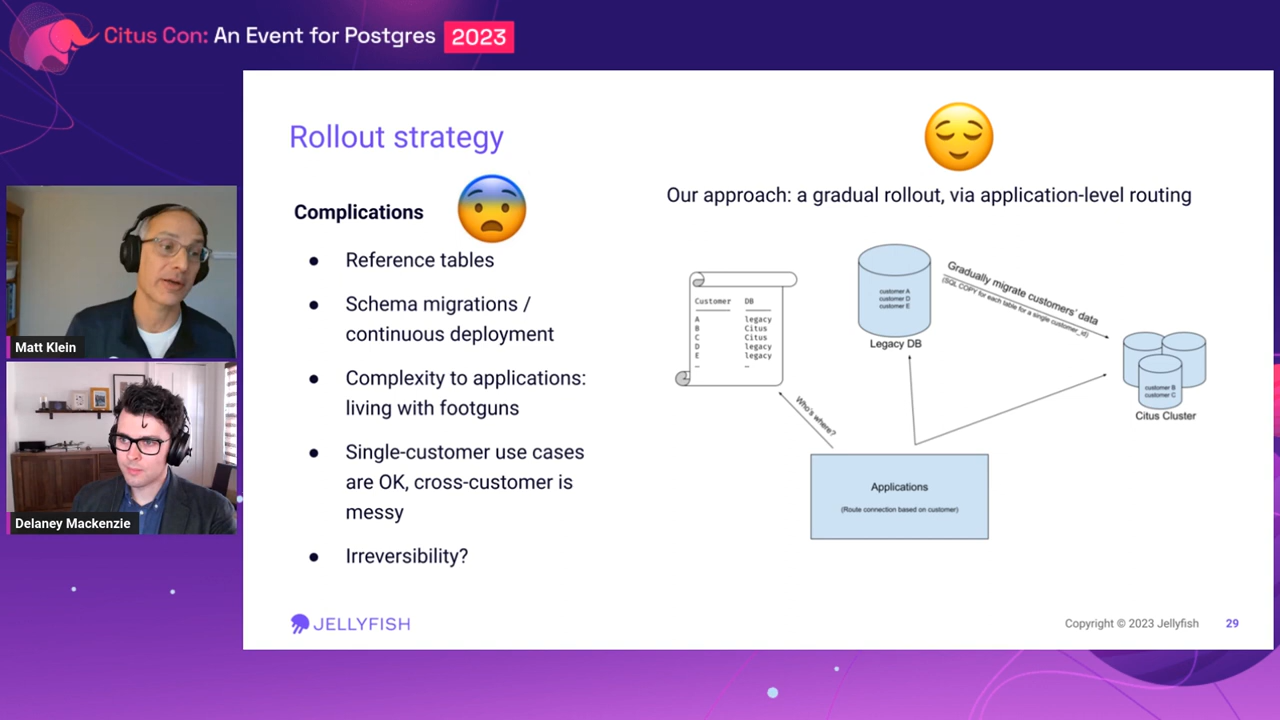 Citus Con: An Event for Postgres 2023
Rollout strategy
Complications
Reference tables
Schema migrations /
continuous deployment
Complexity to applications:
living with footguns
Single-customer use cases
are OK, cross-customer is
messy
Irreversibility?
Our approach: a gradual rollout, via application-level routing
Customer DB
A legacy
B Citus
C Citus
D legacy
E legacy
… …
customer A
customer D
customer E
Legacy DB
Gradually migrate customers' data
(SQL COPY for each table for a single customer_id)
customer B
customer C
Citus Cluster
Who's where?
Applications
(Route connection based on customer)
Matt Klein
Delaney Mackenzie
JELLYFISH
Copyright © 2023 Jellyfish 29